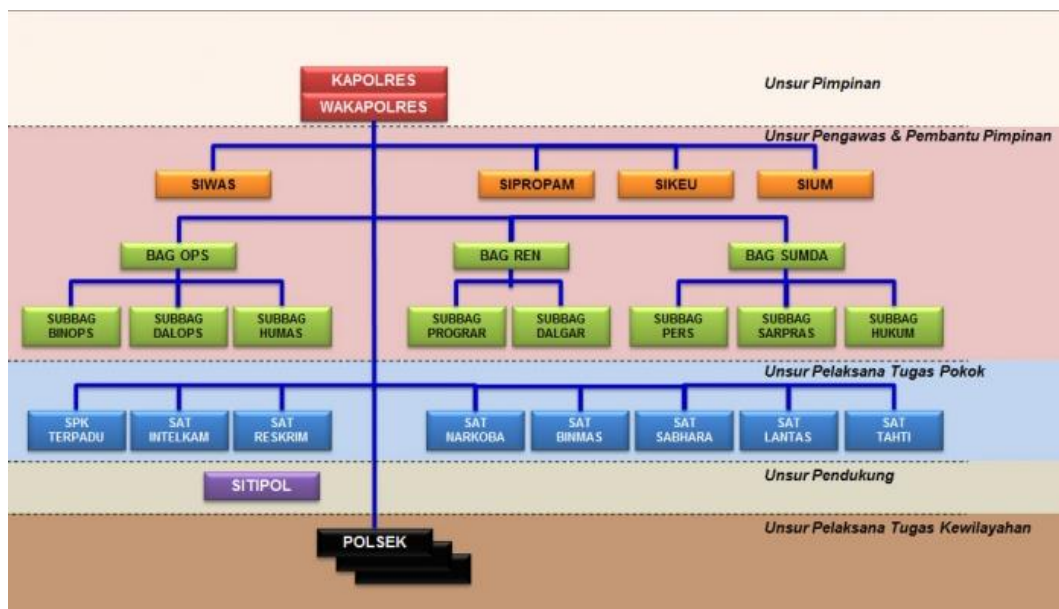 KAPOLRES
WAKAPOLRES
Unsur Pimpinan
Unsur Pengawas & Pembantu Pimpinan
SIWAS
SIPROPAM
SIKEU
SIUM
BAG OPS
BAG REN
BAG SUMDA
SUBBAG
BINOPS
SUBBAG
DALOPS
SUBBAG
HUMAS
SUBBAG
PROGRAR
SUBBAG
DALGAR
SUBBAG
PERS
SUBBAG
SARPRAS
SUBBAG
HUKUM
Unsur Pelaksana Tugas Pokok
SPK
TERPADU
SAT
INTELKAM
SAT
RESKRIM
SAT
NARKOBA
SAT
BINMAS
SAT
SABHARA
SAT
LANTAS
SAT
TAHTI
Unsur Pendukung
SITIPOL
Unsur Pelaksana Tugas Kewilayahan
POLSEK